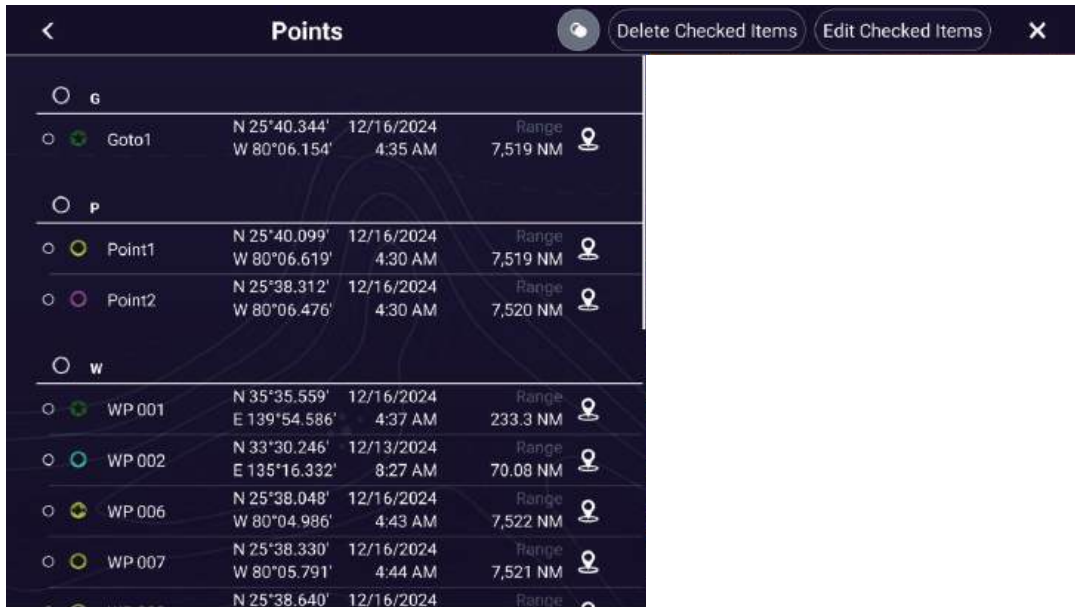 Points
Delete Checked Items
Edit Checked Items
G
Goto1
N 25°40.344' 12/16/2024 Range
W 80°06.154' 4:35 AM 7,519 NM
P
Point1
N 25°40.099' 12/16/2024 Range
W 80°06.619' 4:30 AM 7,519 NM
Point2
N 25°38.312' 12/16/2024 Range
W 80°06.476' 4:30 AM 7,520 NM
W
WP 001
N 35°35.559' 12/16/2024 Range
E 139°54.586' 4:37 AM 233.3 NM
WP 002
N 33°30.246' 12/13/2024 Range
E 135°16.332' 8:27 AM 70.08 NM
WP 006
N 25°38.048' 12/16/2024 Range
W 80°04.986' 4:43 AM 7,522 NM
WP 007
N 25°38.330' 12/16/2024 Range
W 80°05.791' 4:44 AM 7,521 NM
N 25°38.640' 12/16/2024 Range